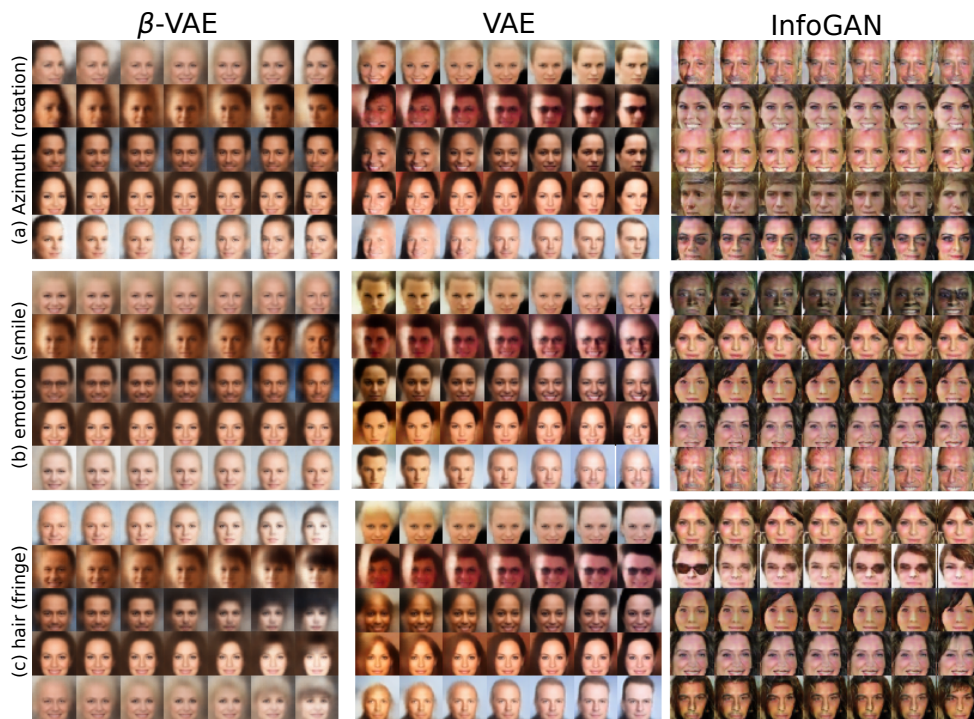 β-VAE VAE InfoGAN
(a) Azimuth (rotation)
(b) emotion (smile)
(c) hair (fringe)